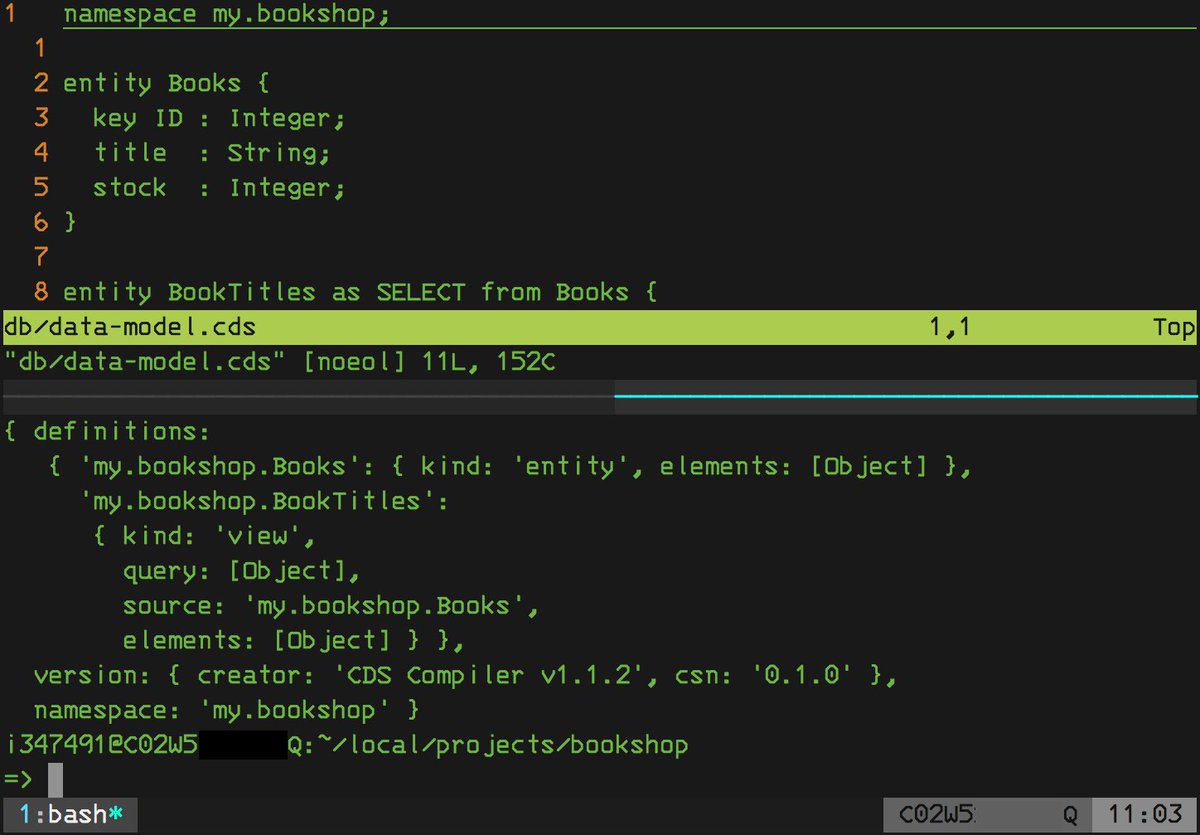 1   namespace my.bookshop;
  1
  2 entity Books {
  3   key ID : Integer;
  4   title  : String;
  5   stock  : Integer;
  6 }
  7
  8 entity BookTitles as SELECT from Books {
db/data-model.cds 1,1 Top
"db/data-model.cds" [noeol] 11L, 152C
{ definitions:
   { 'my.bookshop.Books': { kind: 'entity', elements: [Object] },
     'my.bookshop.BookTitles':
      { kind: 'view',
        query: [Object],
        source: 'my.bookshop.Books',
        elements: [Object] } },
  version: { creator: 'CDS Compiler v1.1.2', csn: '0.1.0' },
  namespace: 'my.bookshop' }
i347491@C02W5 Q:~/local/projects/bookshop
=>
1:bash* C02W5 Q 11:03